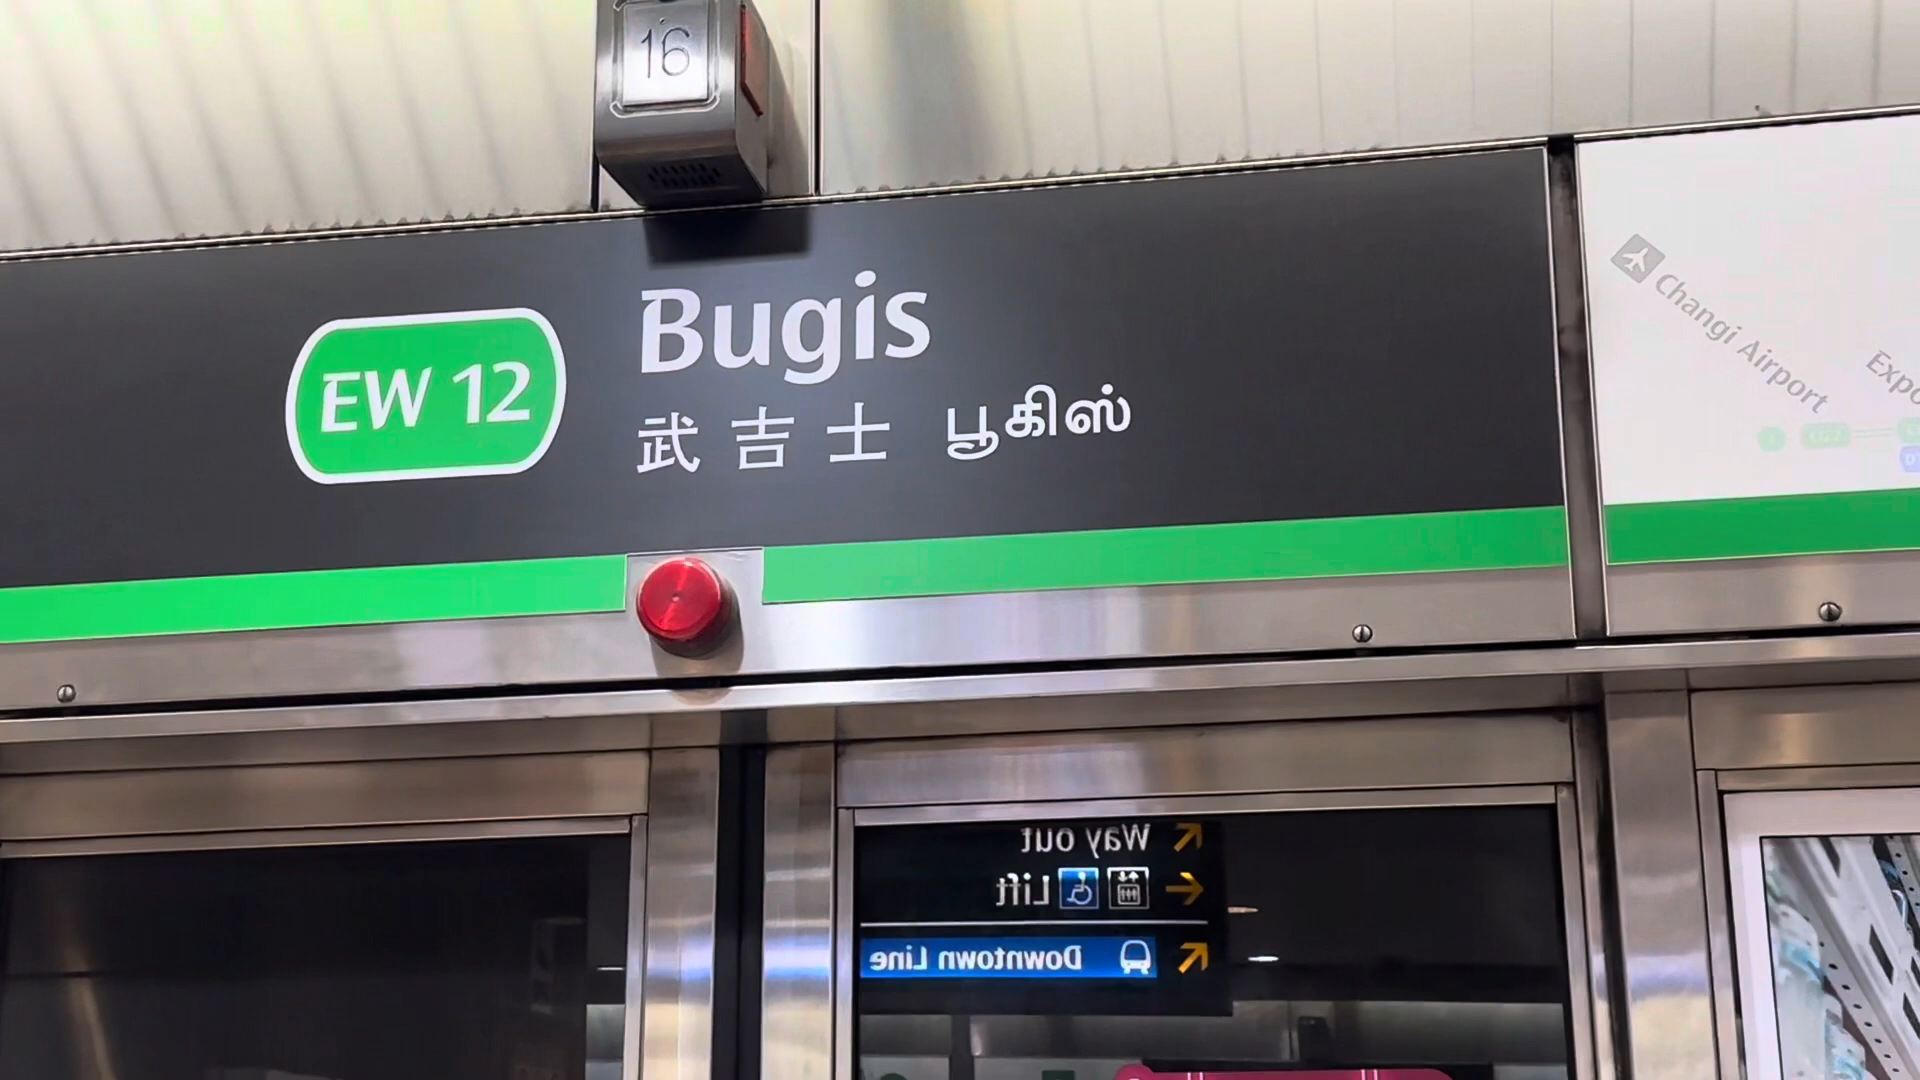 16
EW 12
Bugis
武吉士 பூகிஸ்
Changi Airport
Way out
Lift
Downtown Line